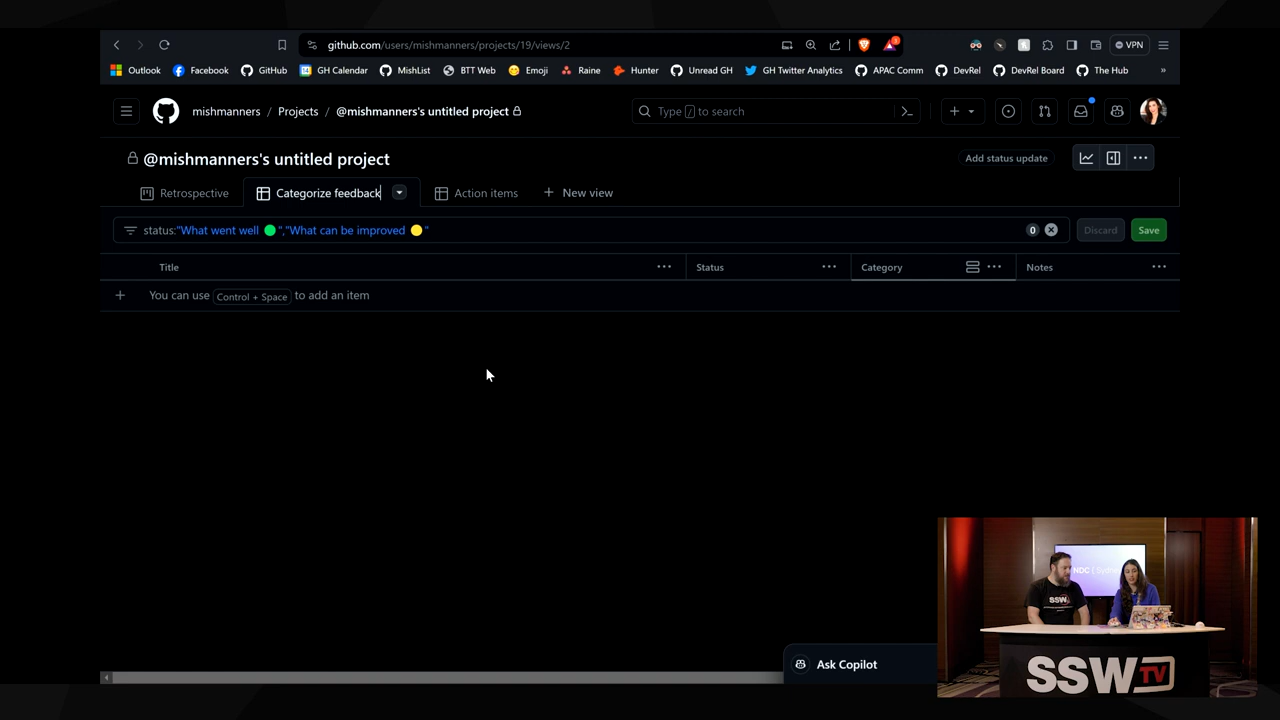 github.com/users/mishmanners/projects/19/views/2
VPN
Outlook Facebook GitHub GH Calendar MishList BTT Web Emoji Raine Hunter Unread GH GH Twitter Analytics APAC Comm DevRel DevRel Board The Hub »
mishmanners / Projects / @mishmanners's untitled project
Type / to search
@mishmanners's untitled project
Add status update
Retrospective Categorize feedback Action items + New view
status:"What went well 🟢","What can be improved 🟡"
0 Discard Save
Title Status Category Notes
+ You can use Control + Space to add an item
Ask Copilot
NDC | Sydney
SSW
SSW TV